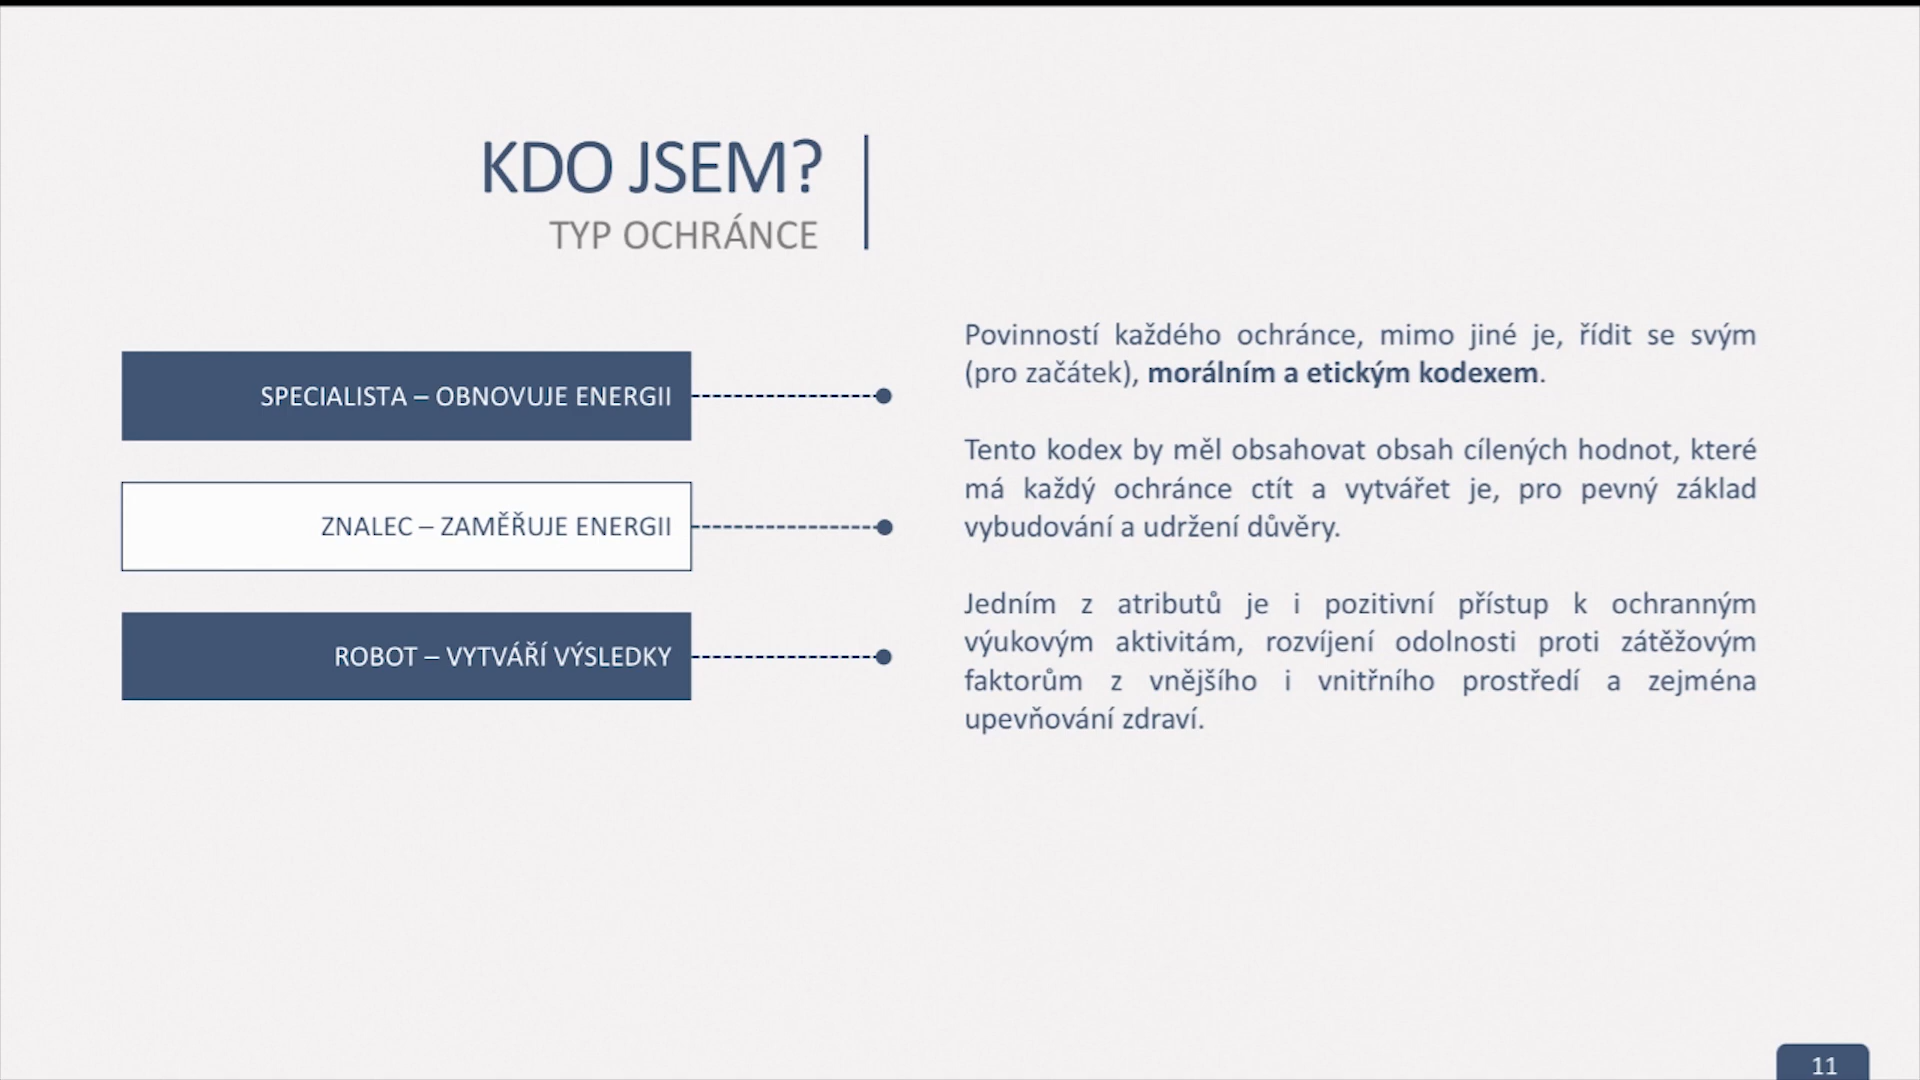 KDO JSEM?
TYP OCHRÁNCE
SPECIALISTA – OBNOVUJE ENERGII
ZNALEC – ZAMĚŘUJE ENERGII
ROBOT – VYTVÁŘÍ VÝSLEDKY
Povinností každého ochránce, mimo jiné je, řídit se svým
(pro začátek), morálním a etickým kodexem.
Tento kodex by měl obsahovat obsah cílených hodnot, které
má každý ochránce ctít a vytvářet je, pro pevný základ
vybudování a udržení důvěry.
Jedním z atributů je i pozitivní přístup k ochranným
výukovým aktivitám, rozvíjení odolnosti proti zátěžovým
faktorům z vnějšího i vnitřního prostředí a zejména
upevňování zdraví.
11